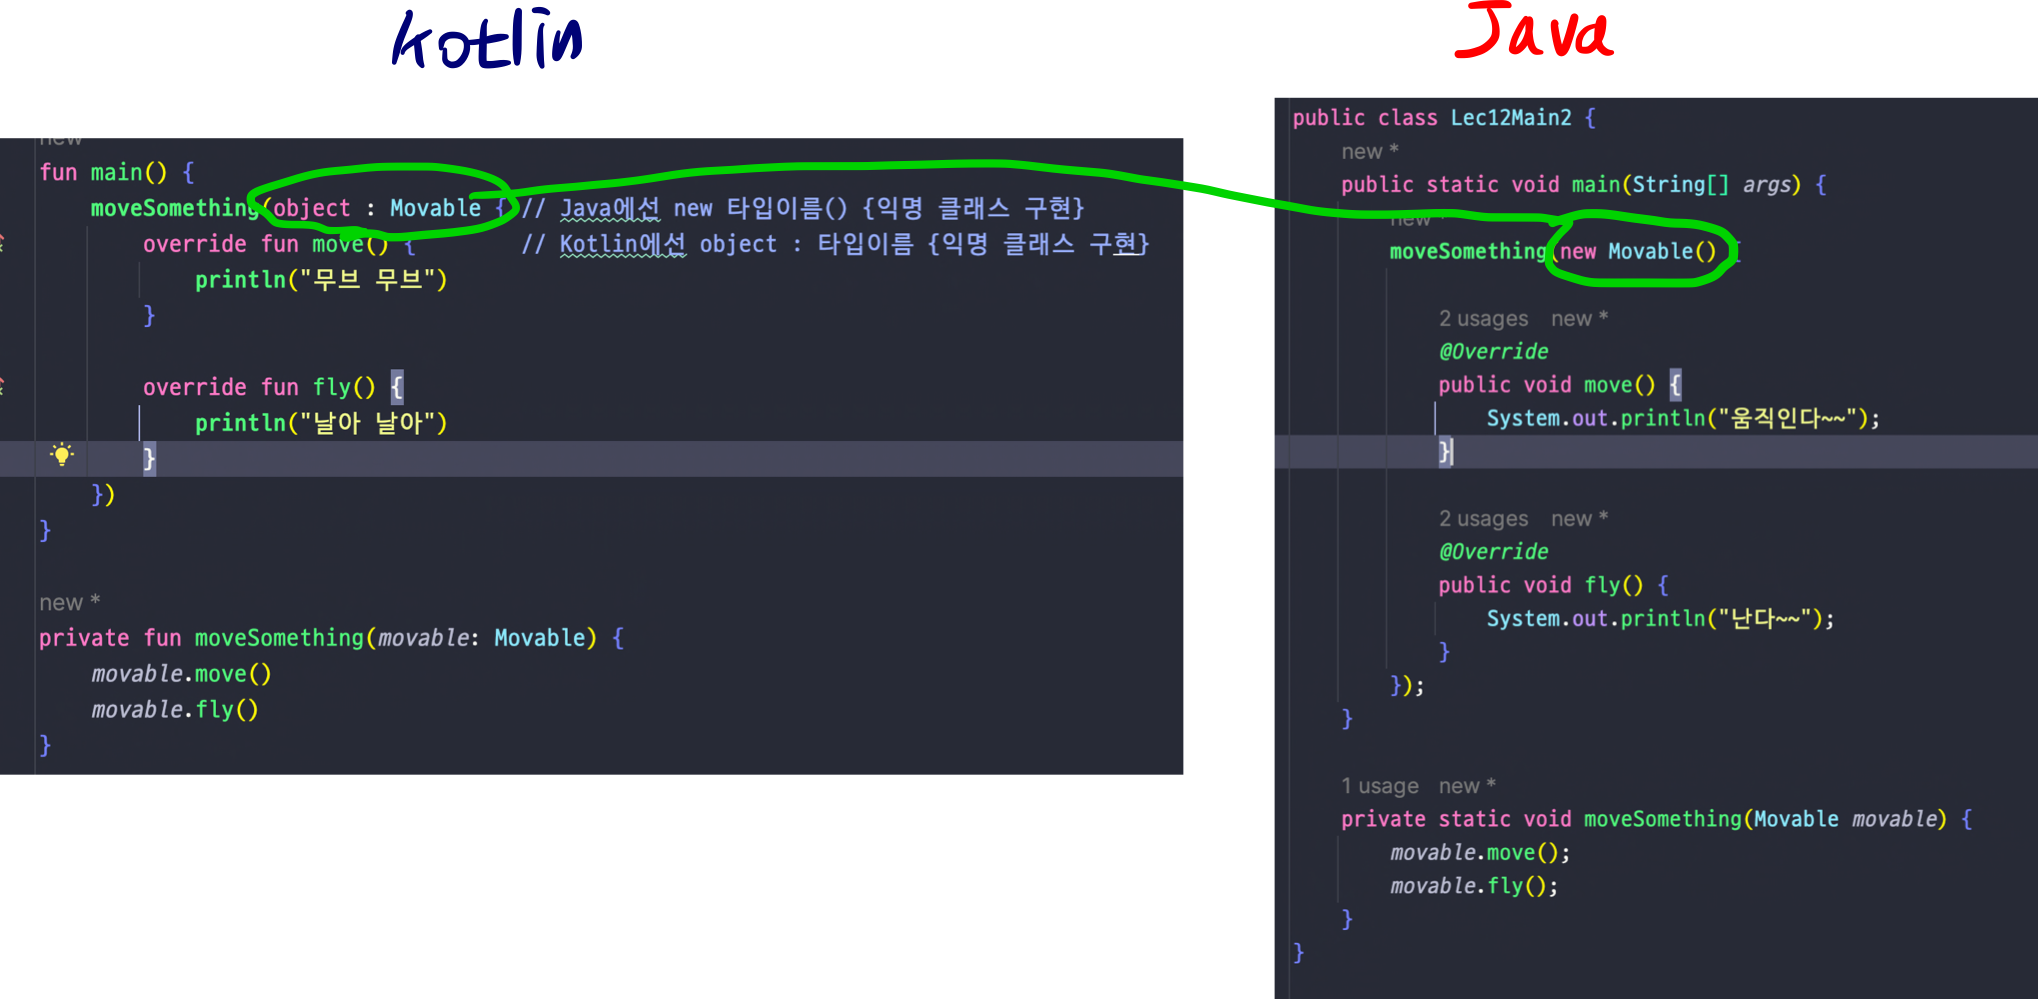 Kotlin
Java
new
fun main() {
moveSomething(object : Movable { // Java에선 new 타입이름() {익명 클래스 구현}
override fun move() { // Kotlin에선 object : 타입이름 {익명 클래스 구현}
println("무브 무브")
}
override fun fly() {
println("날아 날아")
}
})
}
new *
private fun moveSomething(movable: Movable) {
movable.move()
movable.fly()
}
public class Lec12Main2 {
new *
public static void main(String[] args) {
new *
moveSomething(new Movable() {
2 usages new *
@Override
public void move() {
System.out.println("움직인다~~");
}
2 usages new *
@Override
public void fly() {
System.out.println("난다~~");
}
});
}
1 usage new *
private static void moveSomething(Movable movable) {
movable.move();
movable.fly();
}
}